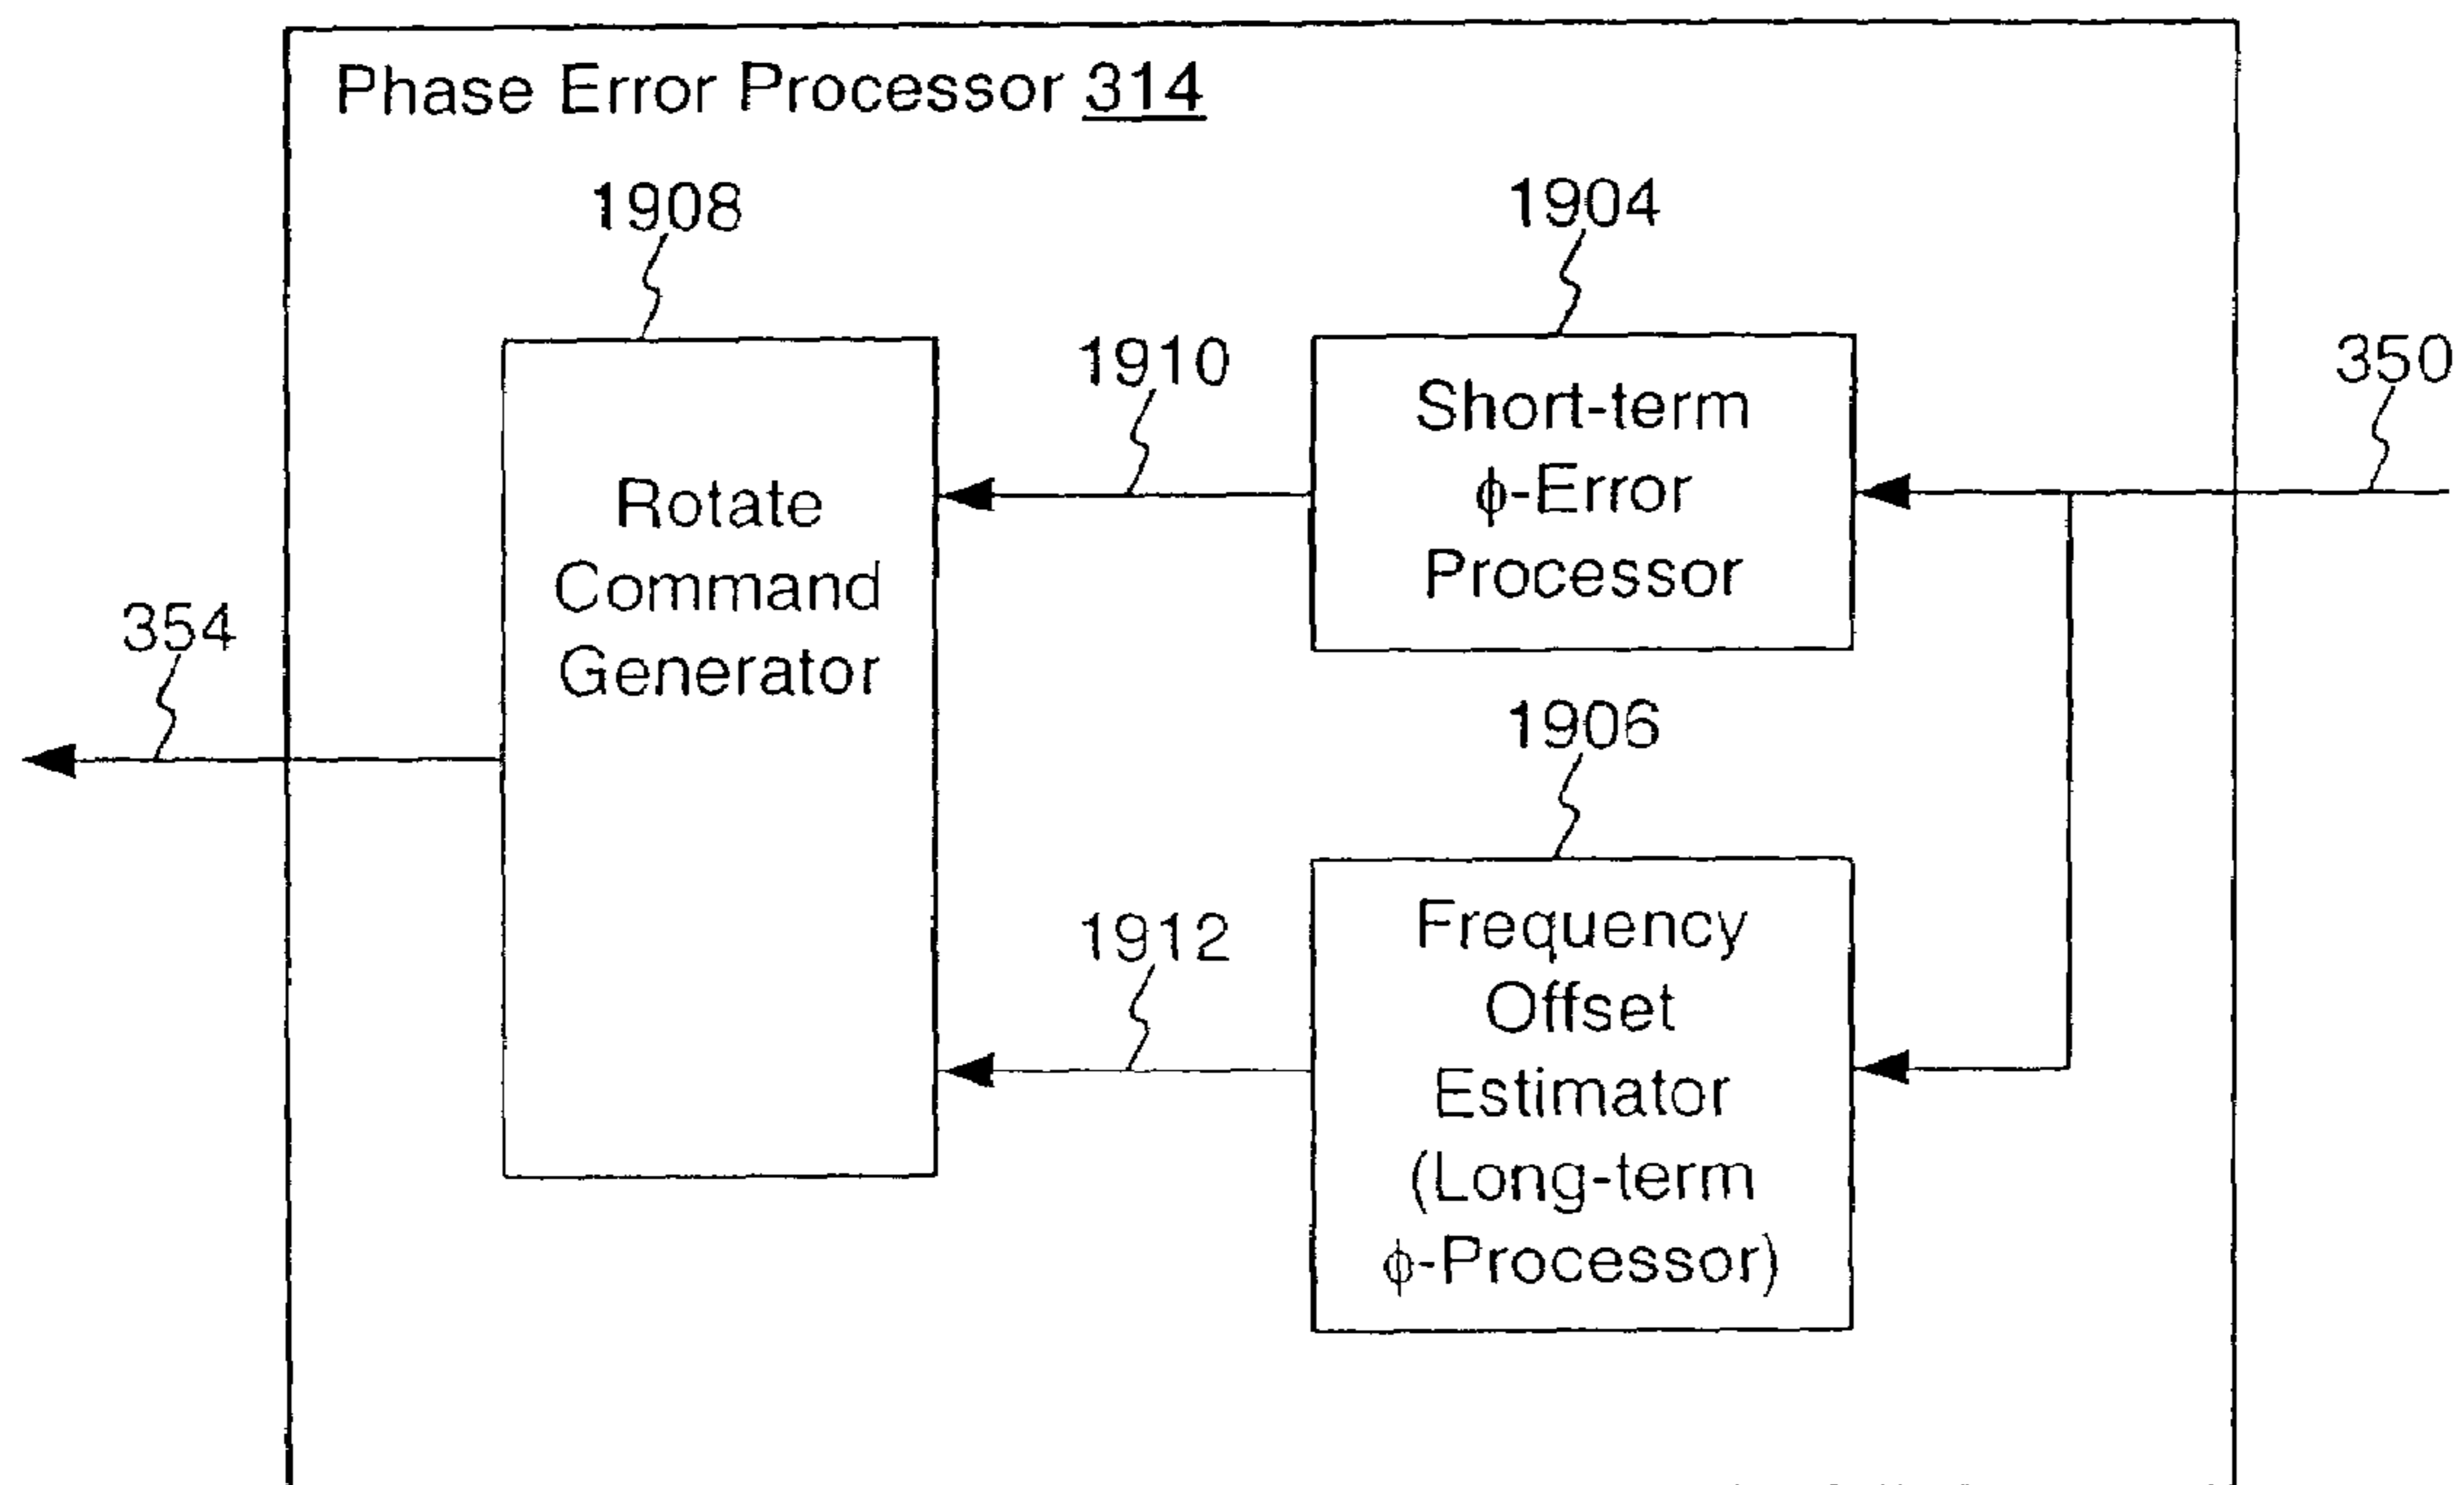 Phase Error Processor 314
1908
1904
1910
350
Short-term
ϕ-Error
Processor
Rotate
Command
Generator
354
1906
1912
Frequency
Offset
Estimator
(Long-term
ϕ-Processor)